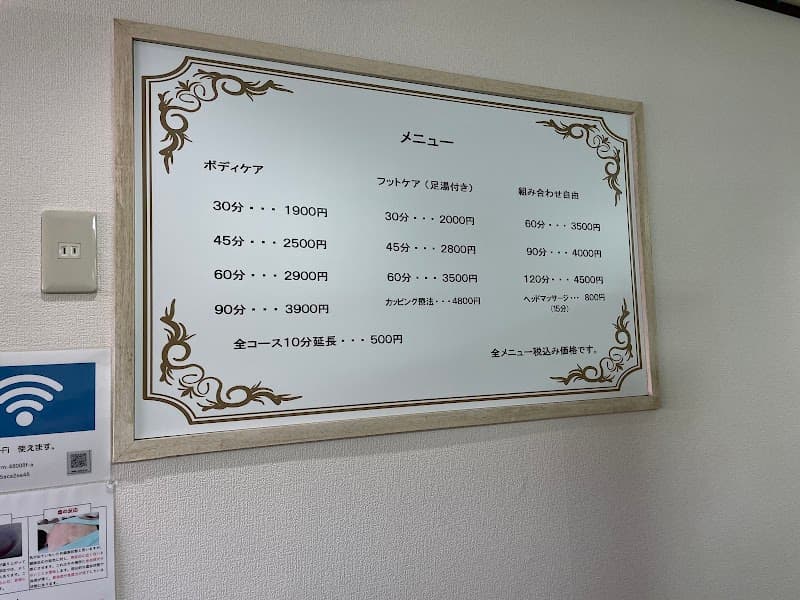 メニュー
ボディケア
30分・・・ 1900円
45分・・・ 2500円
60分・・・ 2900円
90分・・・ 3900円
全コース10分延長・・・ 500円
フットケア（足湯付き）
30分・・・ 2000円
45分・・・ 2800円
60分・・・ 3500円
カッピング療法・・・4800円
組み合わせ自由
60分・・・ 3500円
90分・・・ 4000円
120分・・・ 4500円
ヘッドマッサージ・・・ 800円
(15分)
全メニュー税込み価格です。
使えます。